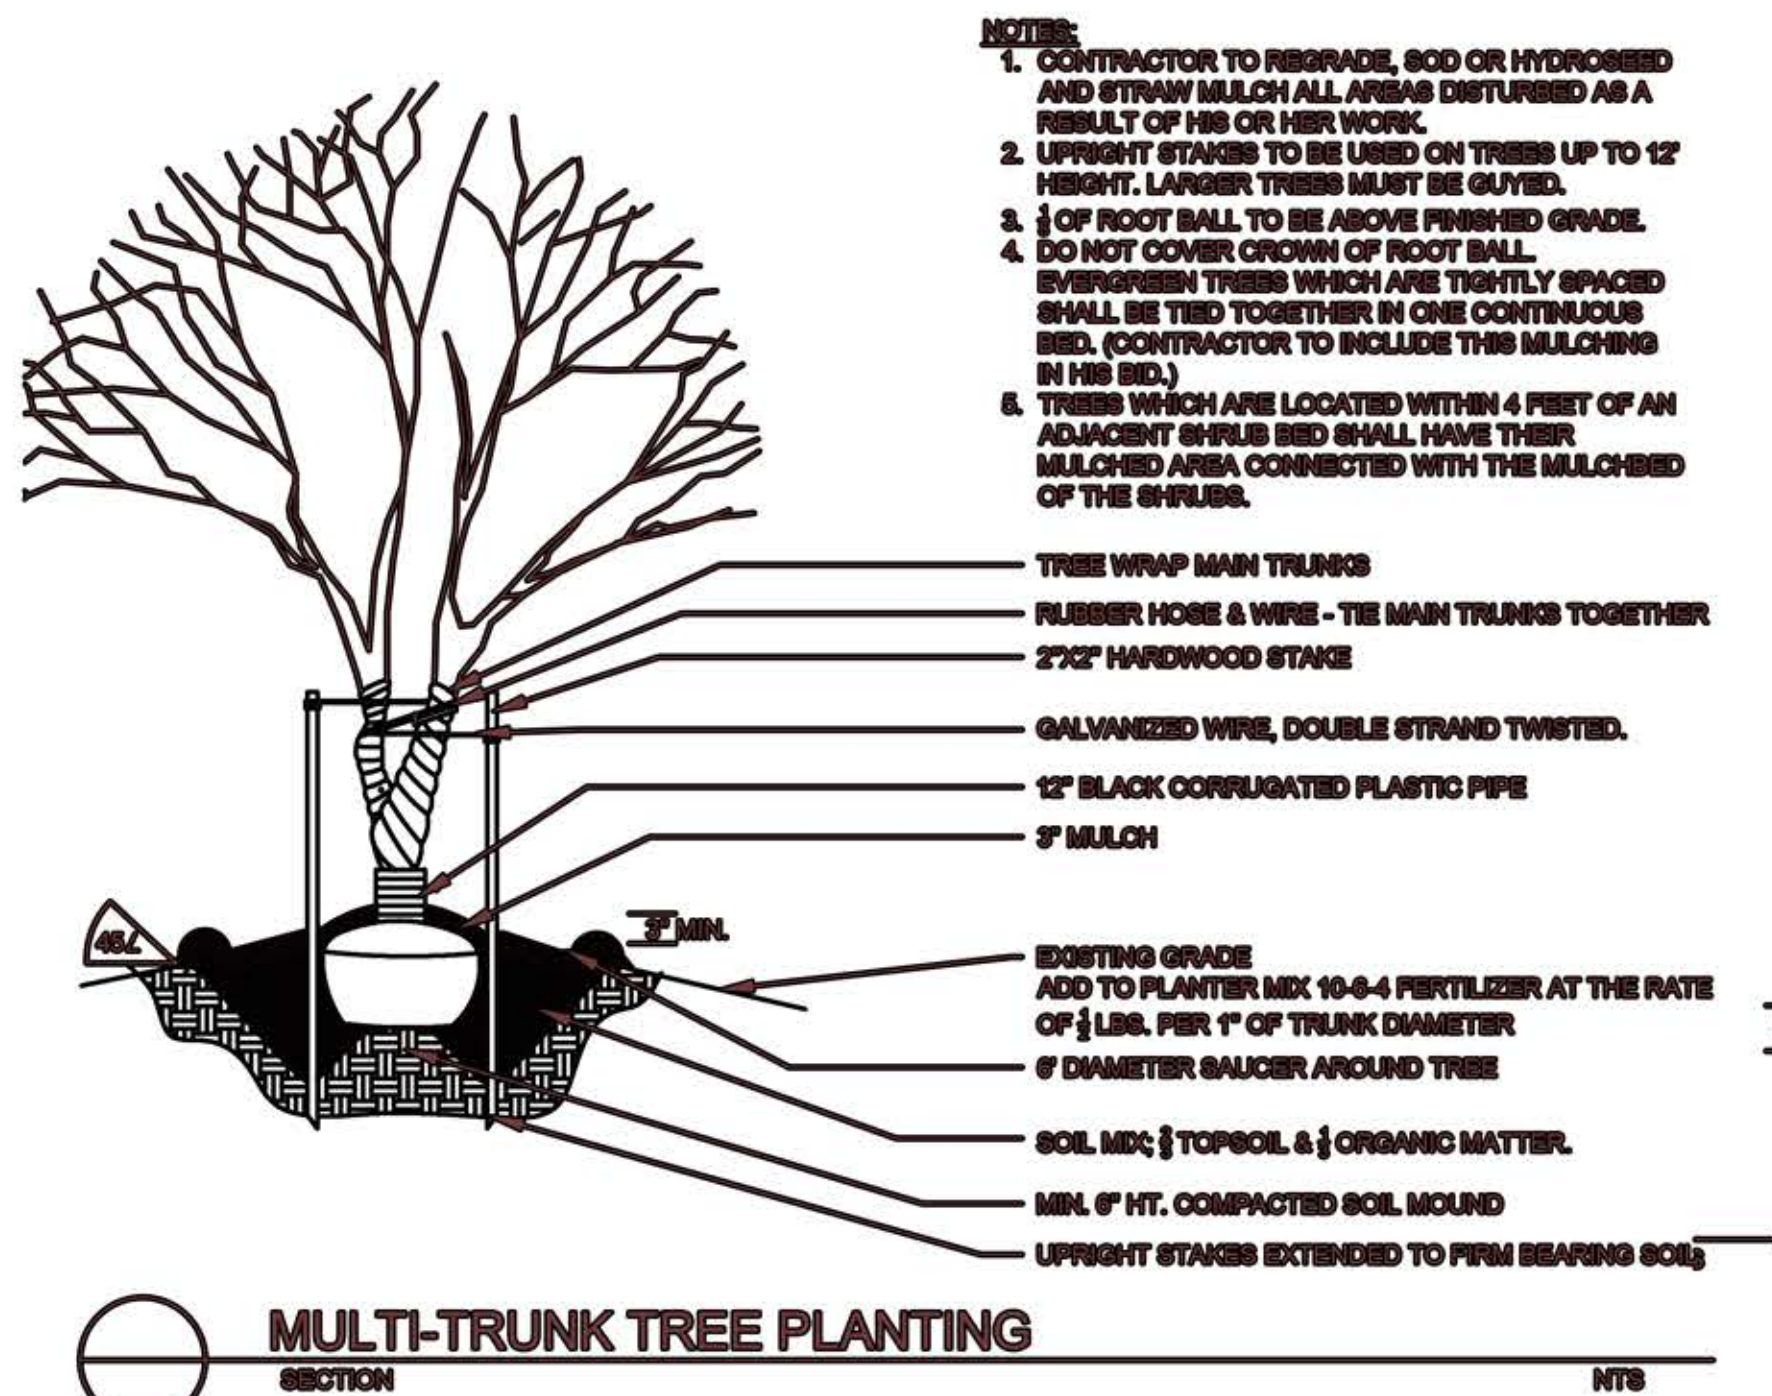 NOTES:
1. CONTRACTOR TO REGRADE, SOD OR HYDROSEED
AND STRAW MULCH ALL AREAS DISTURBED AS A
RESULT OF HIS OR HER WORK.
2. UPRIGHT STAKES TO BE USED ON TREES UP TO 12'
HEIGHT. LARGER TREES MUST BE GUYED.
3. OF ROOT BALL TO BE ABOVE FINISHED GRADE.
4. DO NOT COVER CROWN OF ROOT BALL.
EVERGREEN TREES WHICH ARE TIGHTLY SPACED
SHALL BE TIED TOGETHER IN ONE CONTINUOUS
BED. (CONTRACTOR TO INCLUDE THIS MULCHING
IN HIS BID.)
5. TREES WHICH ARE LOCATED WITHIN 4 FEET OF AN
ADJACENT SHRUB BED SHALL HAVE THEIR
MULCHED AREA CONNECTED WITH THE MULCHBED
OF THE SHRUBS.
TREE WRAP MAIN TRUNKS
RUBBER HOSE & WIRE - TIE MAIN TRUNKS TOGETHER
2"X2" HARDWOOD STAKE
GALVANIZED WIRE, DOUBLE STRAND TWISTED.
12" BLACK CORRUGATED PLASTIC PIPE
3" MULCH
45∠
3" MIN.
EXISTING GRADE
ADD TO PLANTER MIX 10-6-4 FERTILIZER AT THE RATE
OF ½ LBS. PER 1" OF TRUNK DIAMETER
6' DIAMETER SAUCER AROUND TREE
SOIL MIX; ⅔ TOPSOIL & ⅓ ORGANIC MATTER.
MIN. 6" HT. COMPACTED SOIL MOUND
UPRIGHT STAKES EXTENDED TO FIRM BEARING SOIL
MULTI-TRUNK TREE PLANTING
SECTION
NTS